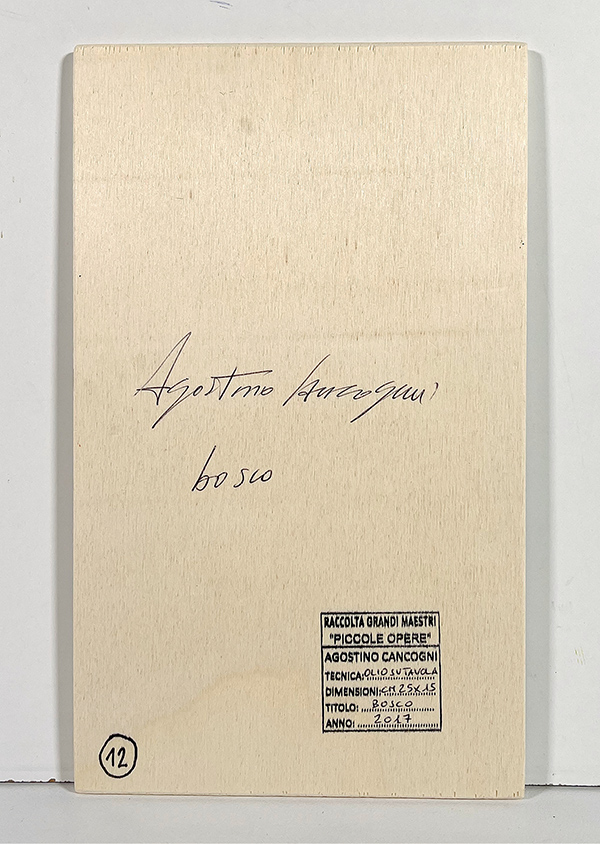 Agostino Cancogni
bosco
RACCOLTA GRANDI MAESTRI
"PICCOLE OPERE"
AGOSTINO CANCOGNI
TECNICA: OLIO SU TAVOLA
DIMENSIONI: CM 25X15
TITOLO: BOSCO
ANNO: 2017
12